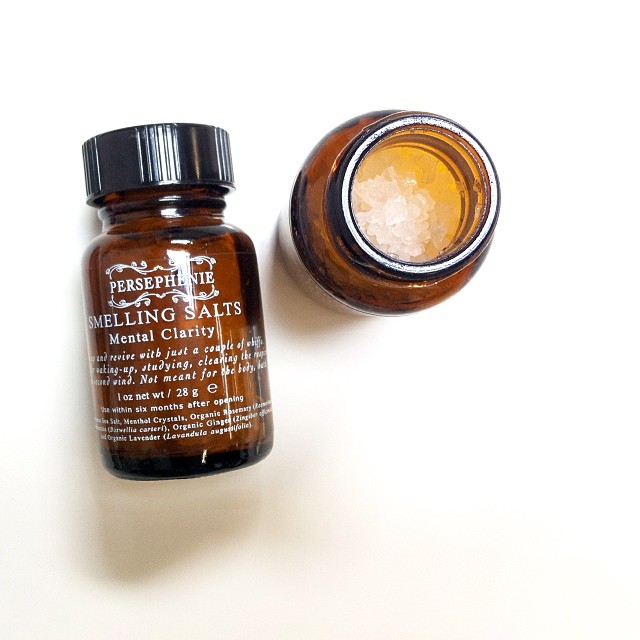 PERSEPHENIE
SMELLING SALTS
Mental Clarity
and revive with just a couple of whiffs.
waking-up, studying, clearing the
second wind. Not meant for the body,
1 oz net wt / 28 g ℮
Use within six months after opening
Sea Salt, Menthol Crystals, Organic Rosemary
(Boswellia carteri), Organic Ginger (Zingiber
and Organic Lavender (Lavandula augustifolia).